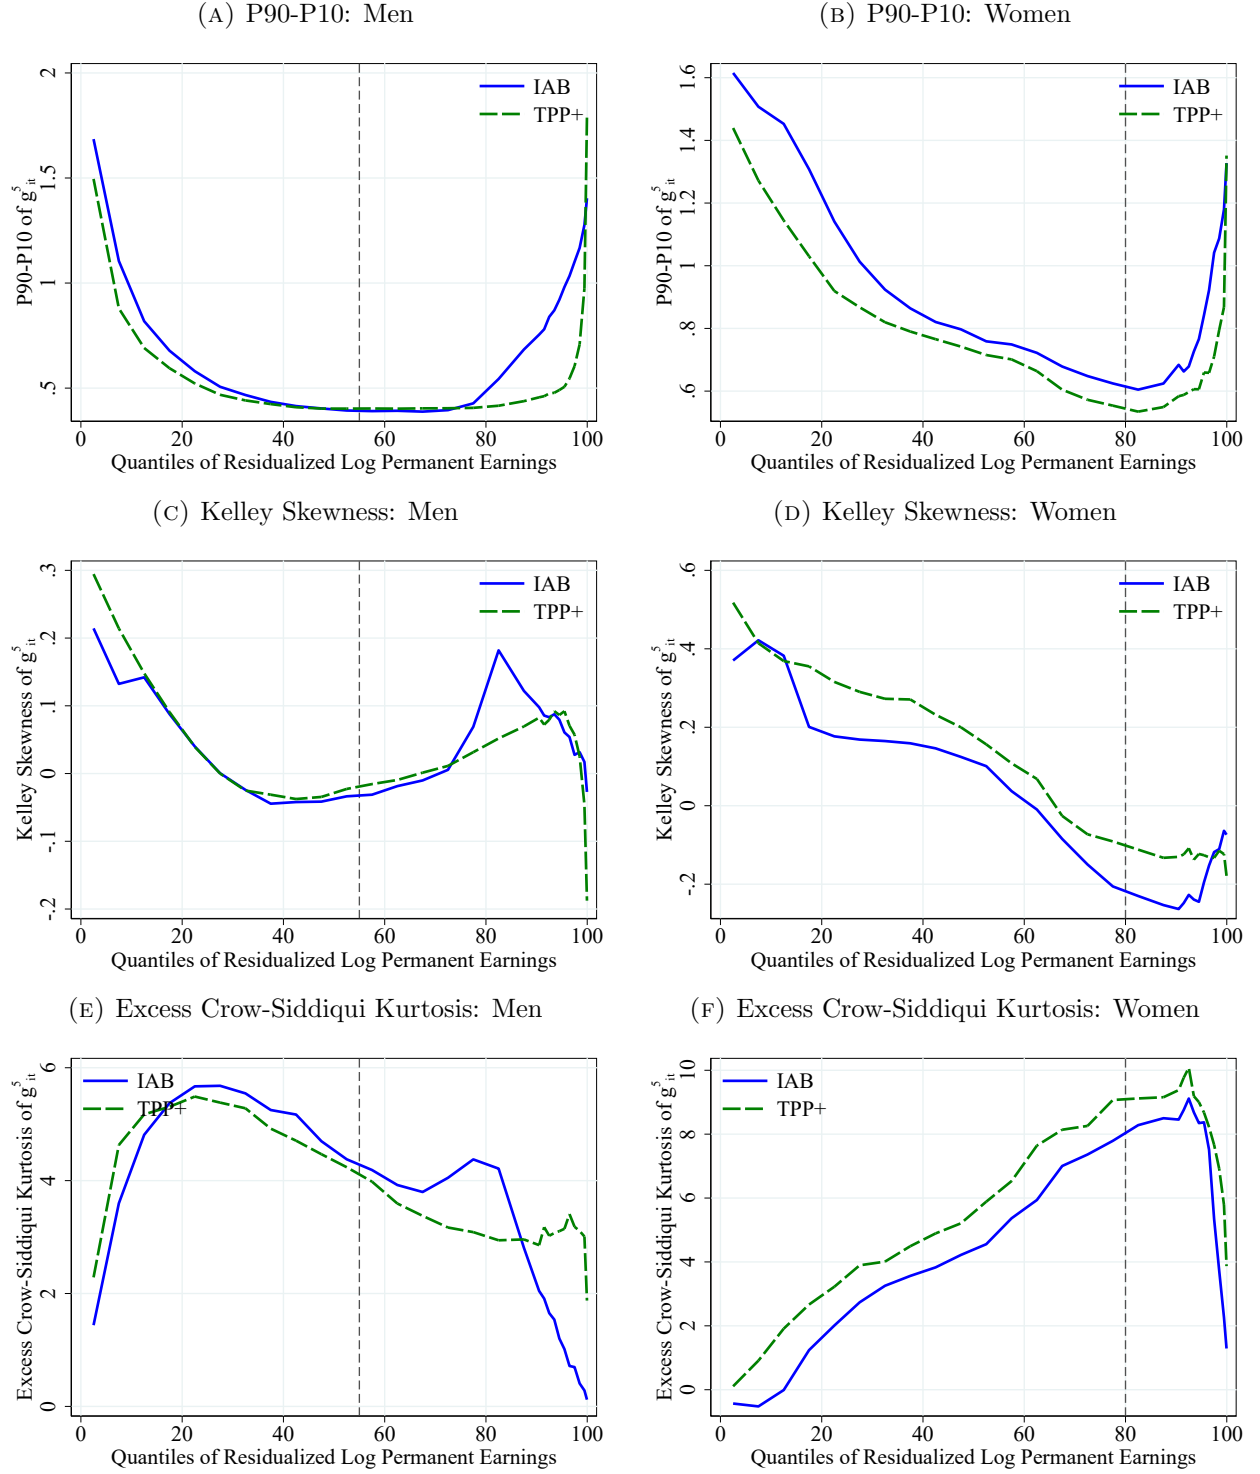 (A) P90-P10: Men
P90-P10 of g⁵ᵢₜ
2
1.5
1
.5
IAB
TPP+
0 20 40 60 80 100
Quantiles of Residualized Log Permanent Earnings
(B) P90-P10: Women
P90-P10 of g⁵ᵢₜ
1.6
1.4
1.2
1
.8
.6
IAB
TPP+
0 20 40 60 80 100
Quantiles of Residualized Log Permanent Earnings
(C) Kelley Skewness: Men
Kelley Skewness of g⁵ᵢₜ
.3
.2
.1
0
-.1
-.2
IAB
TPP+
0 20 40 60 80 100
Quantiles of Residualized Log Permanent Earnings
(D) Kelley Skewness: Women
Kelley Skewness of g⁵ᵢₜ
.6
.4
.2
0
-.2
IAB
TPP+
0 20 40 60 80 100
Quantiles of Residualized Log Permanent Earnings
(E) Excess Crow-Siddiqui Kurtosis: Men
Excess Crow-Siddiqui Kurtosis of g⁵ᵢₜ
6
4
2
0
IAB
TPP+
0 20 40 60 80 100
Quantiles of Residualized Log Permanent Earnings
(F) Excess Crow-Siddiqui Kurtosis: Women
Excess Crow-Siddiqui Kurtosis of g⁵ᵢₜ
10
8
6
4
2
0
IAB
TPP+
0 20 40 60 80 100
Quantiles of Residualized Log Permanent Earnings